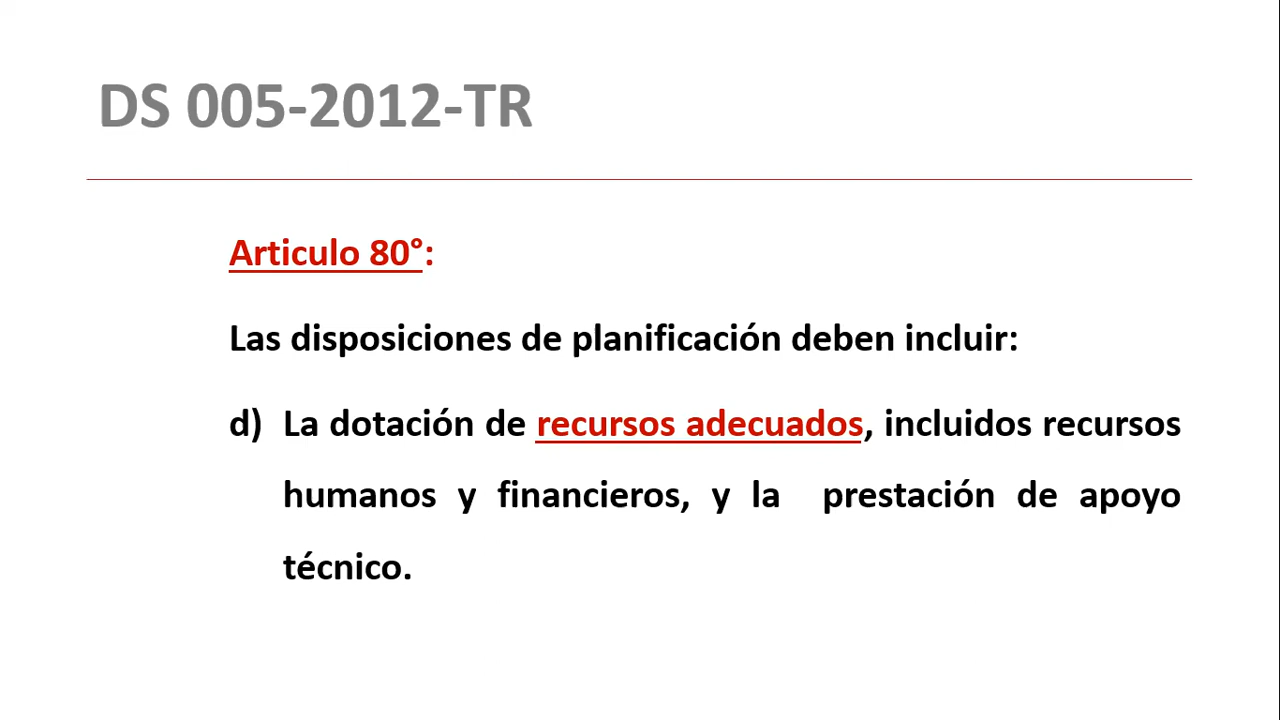 DS 005-2012-TR
Articulo 80°:
Las disposiciones de planificación deben incluir:
d) La dotación de recursos adecuados, incluidos recursos
humanos y financieros, y la prestación de apoyo
técnico.